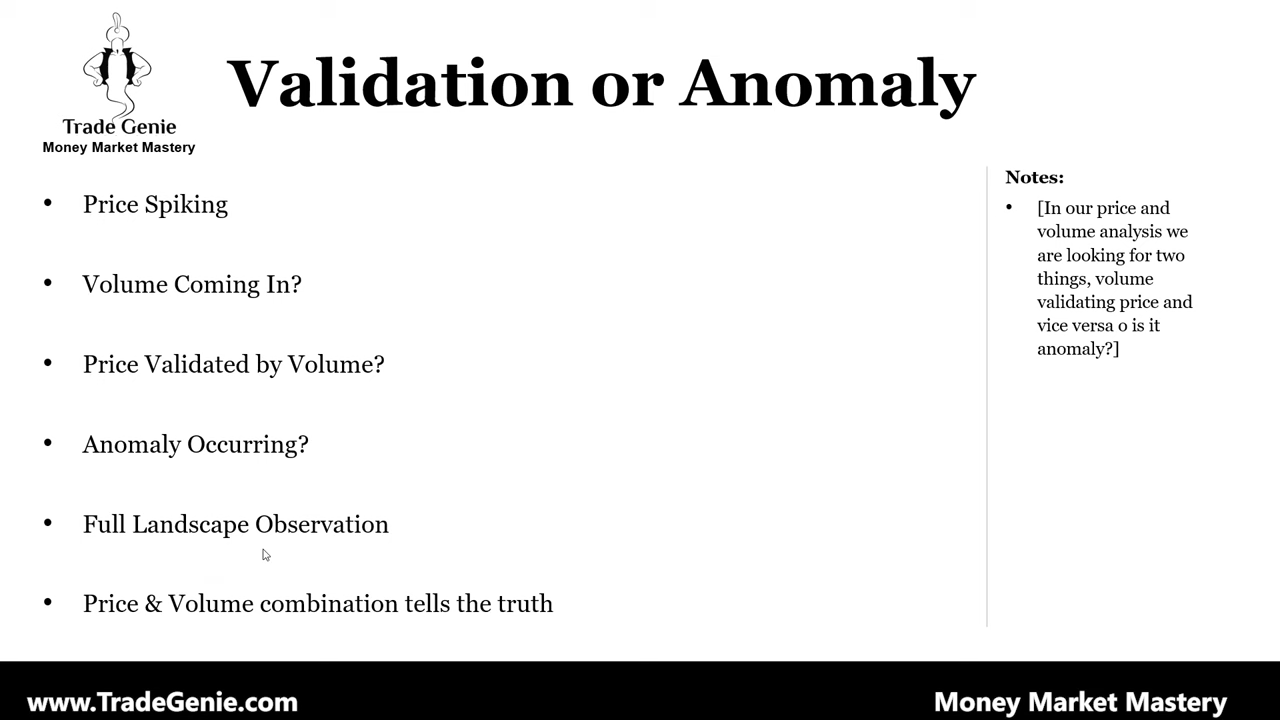 Validation or Anomaly
Trade Genie
Money Market Mastery
• Price Spiking
• Volume Coming In?
• Price Validated by Volume?
• Anomaly Occurring?
• Full Landscape Observation
• Price & Volume combination tells the truth
Notes:
• [In our price and
volume analysis we
are looking for two
things, volume
validating price and
vice versa o is it
anomaly?]
www.TradeGenie.com
Money Market Mastery